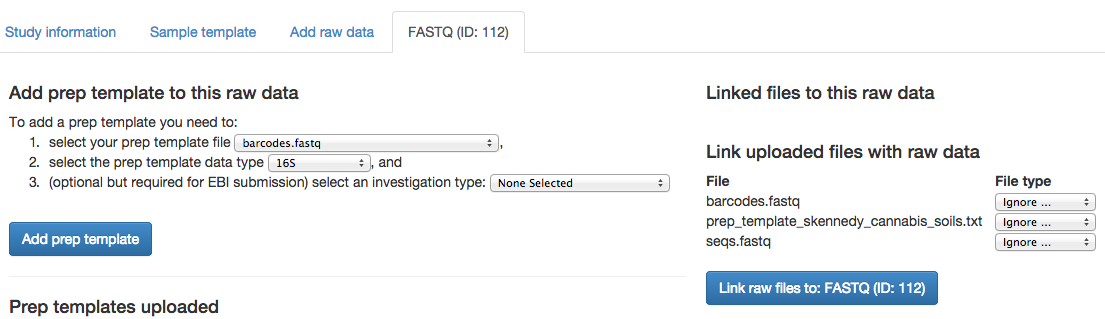 Study information
Sample template
Add raw data
FASTQ (ID: 112)
Add prep template to this raw data
To add a prep template you need to:
1. select your prep template file barcodes.fastq ,
2. select the prep template data type 16S , and
3. (optional but required for EBI submission) select an investigation type: None Selected
Add prep template
Prep templates uploaded
Linked files to this raw data
Link uploaded files with raw data
File File type
barcodes.fastq Ignore ...
prep_template_skennedy_cannabis_soils.txt Ignore ...
seqs.fastq Ignore ...
Link raw files to: FASTQ (ID: 112)